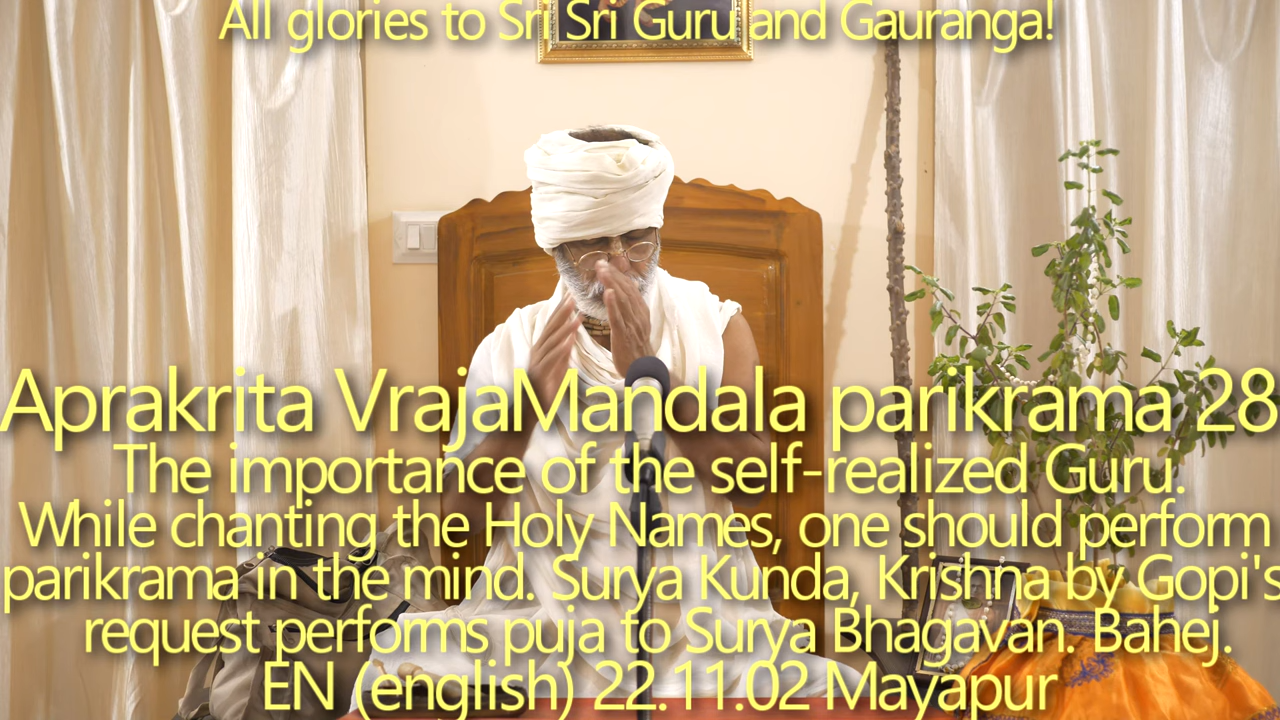 All glories to Sri Sri Guru and Gauranga!
Aprakrita VrajaMandala parikrama 28
The importance of the self-realized Guru.
While chanting the Holy Names, one should perform
parikrama in the mind. Surya Kunda, Krishna by Gopi's
request performs puja to Surya Bhagavan. Bahej.
EN (english) 22.11.02 Mayapur